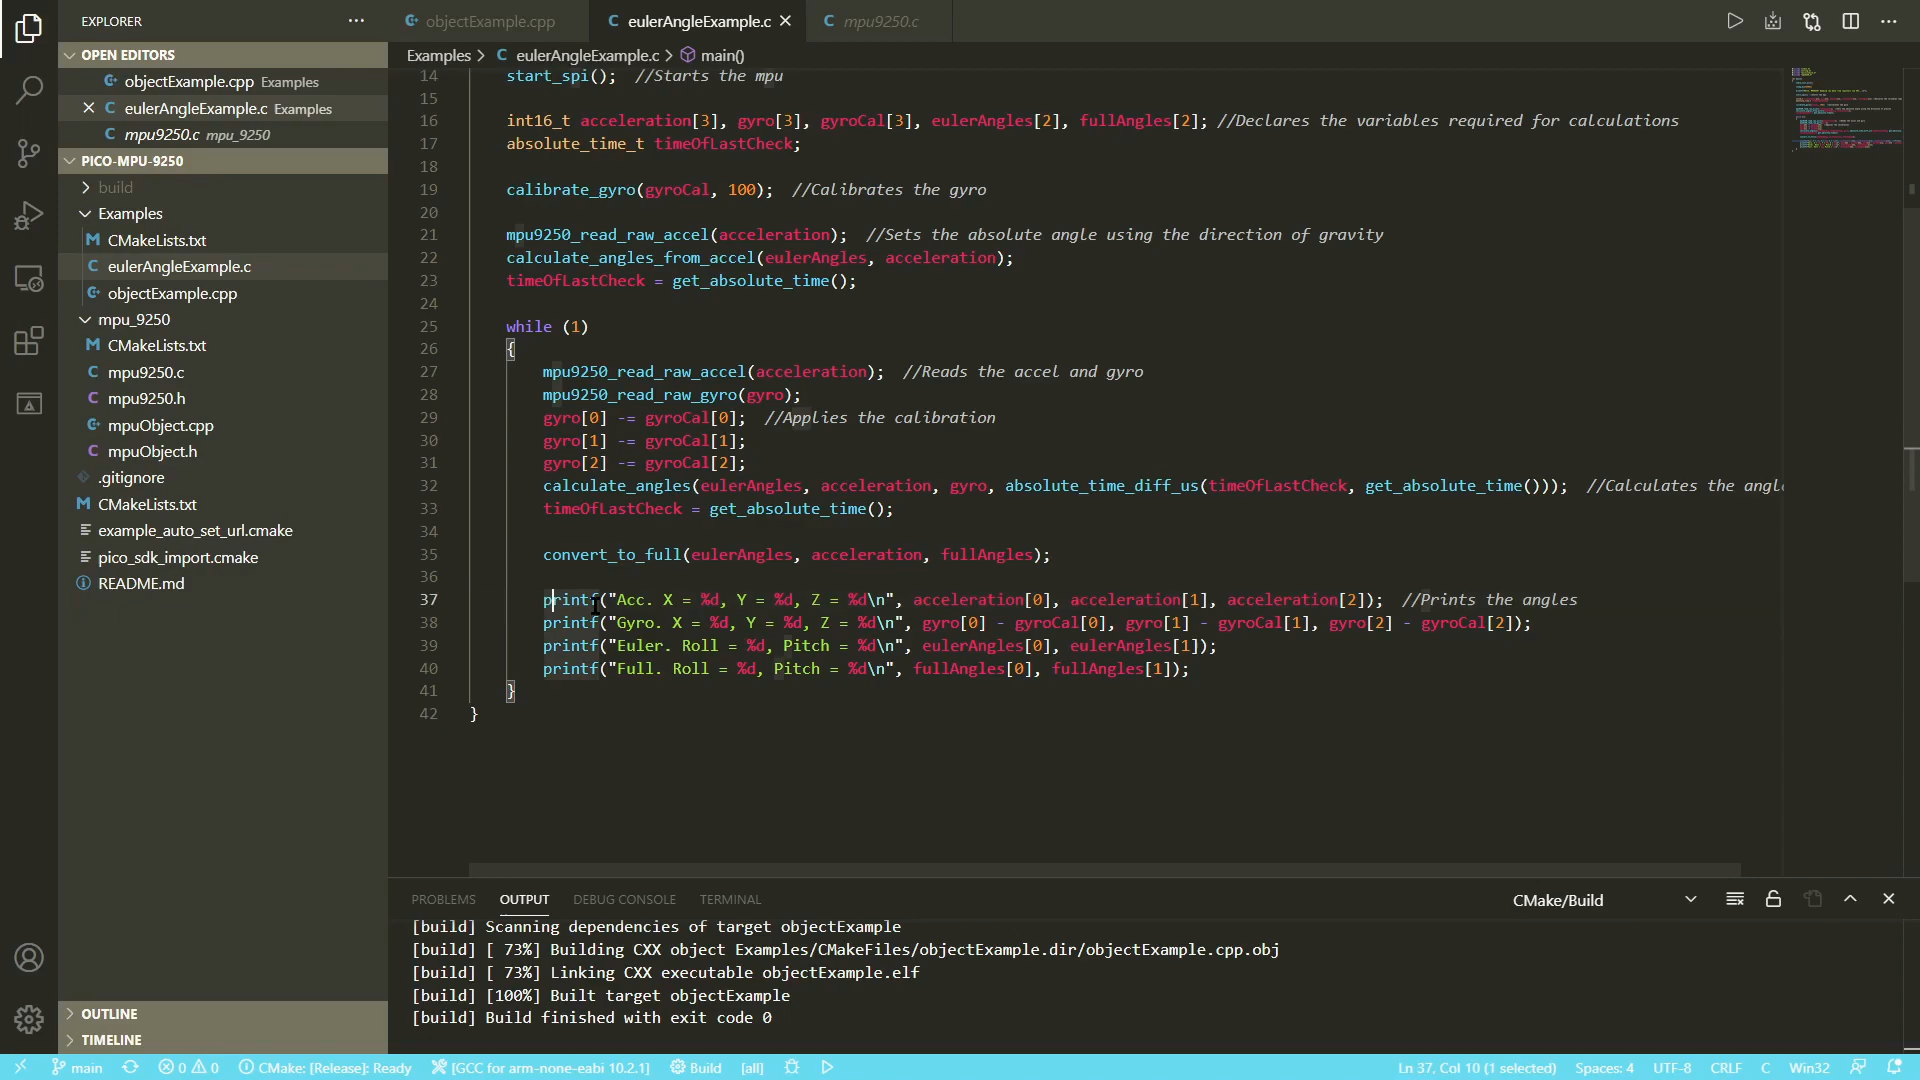 EXPLORER
OPEN EDITORS
objectExample.cpp Examples
eulerAngleExample.c Examples
mpu9250.c mpu_9250
PICO-MPU-9250
build
Examples
CMakeLists.txt
eulerAngleExample.c
objectExample.cpp
mpu_9250
CMakeLists.txt
mpu9250.c
mpu9250.h
mpuObject.cpp
mpuObject.h
.gitignore
CMakeLists.txt
example_auto_set_url.cmake
pico_sdk_import.cmake
README.md
OUTLINE
TIMELINE
objectExample.cpp eulerAngleExample.c mpu9250.c
Examples > eulerAngleExample.c > main()
14 start_spi(); //Starts the mpu
15
16 int16_t acceleration[3], gyro[3], gyroCal[3], eulerAngles[2], fullAngles[2]; //Declares the variables required for calculations
17 absolute_time_t timeOfLastCheck;
18
19 calibrate_gyro(gyroCal, 100); //Calibrates the gyro
20
21 mpu9250_read_raw_accel(acceleration); //Sets the absolute angle using the direction of gravity
22 calculate_angles_from_accel(eulerAngles, acceleration);
23 timeOfLastCheck = get_absolute_time();
24
25 while (1)
26 {
27 mpu9250_read_raw_accel(acceleration); //Reads the accel and gyro
28 mpu9250_read_raw_gyro(gyro);
29 gyro[0] -= gyroCal[0]; //Applies the calibration
30 gyro[1] -= gyroCal[1];
31 gyro[2] -= gyroCal[2];
32 calculate_angles(eulerAngles, acceleration, gyro, absolute_time_diff_us(timeOfLastCheck, get_absolute_time())); //Calculates the angl
33 timeOfLastCheck = get_absolute_time();
34
35 convert_to_full(eulerAngles, acceleration, fullAngles);
36
37 printf("Acc. X = %d, Y = %d, Z = %d\n", acceleration[0], acceleration[1], acceleration[2]); //Prints the angles
38 printf("Gyro. X = %d, Y = %d, Z = %d\n", gyro[0] - gyroCal[0], gyro[1] - gyroCal[1], gyro[2] - gyroCal[2]);
39 printf("Euler. Roll = %d, Pitch = %d\n", eulerAngles[0], eulerAngles[1]);
40 printf("Full. Roll = %d, Pitch = %d\n", fullAngles[0], fullAngles[1]);
41 }
42 }
PROBLEMS OUTPUT DEBUG CONSOLE TERMINAL CMake/Build
[build] Scanning dependencies of target objectExample
[build] [ 73%] Building CXX object Examples/CMakeFiles/objectExample.dir/objectExample.cpp.obj
[build] [ 73%] Linking CXX executable objectExample.elf
[build] [100%] Built target objectExample
[build] Build finished with exit code 0
main 0 0 CMake: [Release]: Ready [GCC for arm-none-eabi 10.2.1] Build [all] Ln 37, Col 10 (1 selected) Spaces: 4 UTF-8 CRLF C Win32